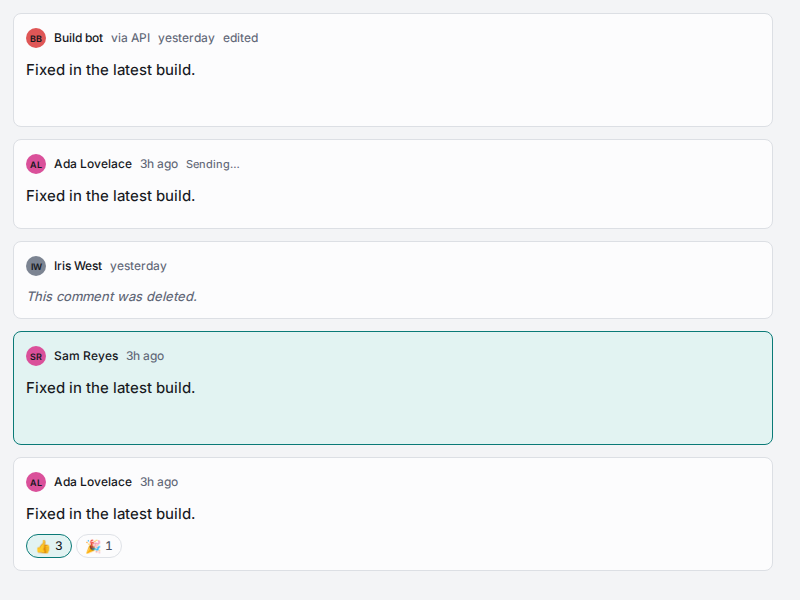 BB Build bot via API yesterday edited
Fixed in the latest build.
AL Ada Lovelace 3h ago Sending...
Fixed in the latest build.
IW Iris West yesterday
This comment was deleted.
SR Sam Reyes 3h ago
Fixed in the latest build.
AL Ada Lovelace 3h ago
Fixed in the latest build.
👍 3 🎉 1